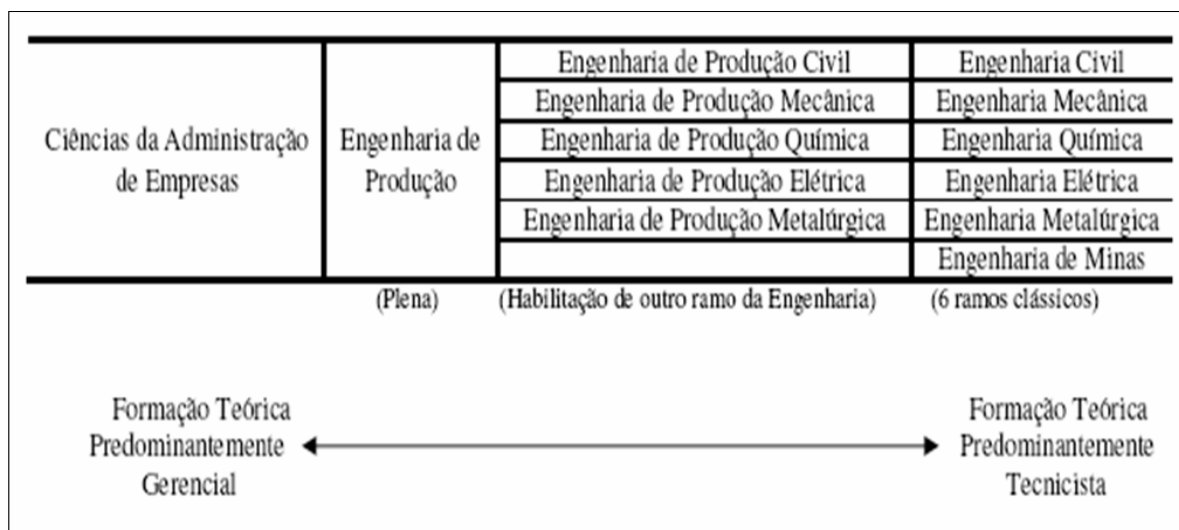 Ciências da Administração
de Empresas
Engenharia de
Produção
Engenharia de Produção Civil
Engenharia de Produção Mecânica
Engenharia de Produção Química
Engenharia de Produção Elétrica
Engenharia de Produção Metalúrgica
Engenharia Civil
Engenharia Mecânica
Engenharia Química
Engenharia Elétrica
Engenharia Metalúrgica
Engenharia de Minas
(Plena)
(Habilitação de outro ramo da Engenharia)
(6 ramos clássicos)
Formação Teórica
Predominantemente
Gerencial
Formação Teórica
Predominantemente
Tecnicista